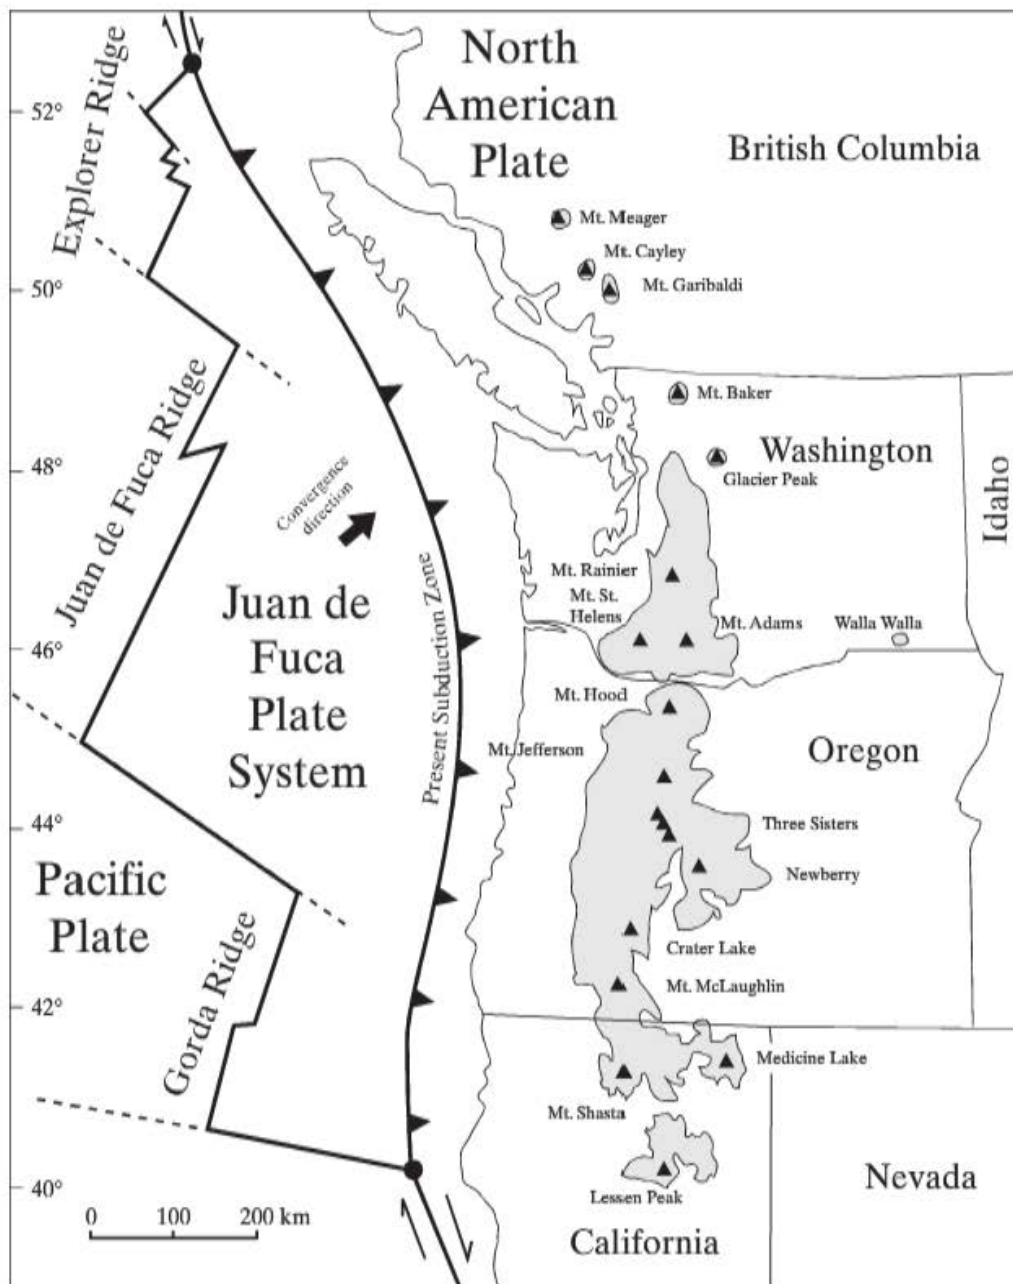 North
American
Plate
British Columbia
Explorer Ridge
52°
Mt. Meager
Mt. Cayley
Mt. Garibaldi
50°
Mt. Baker
Juan de Fuca Ridge
Washington
Glacier Peak
48°
Idaho
Convergence
direction
Mt. Rainier
Mt. St.
Helens
Mt. Adams
Walla Walla
Juan de
Fuca
Plate
System
Present Subduction Zone
46°
Mt. Hood
Mt. Jefferson
Oregon
44°
Three Sisters
Newberry
Pacific
Plate
Crater Lake
Mt. McLaughlin
Gorda Ridge
42°
Medicine Lake
Mt. Shasta
40°
Lessen Peak
Nevada
0 100 200 km
California